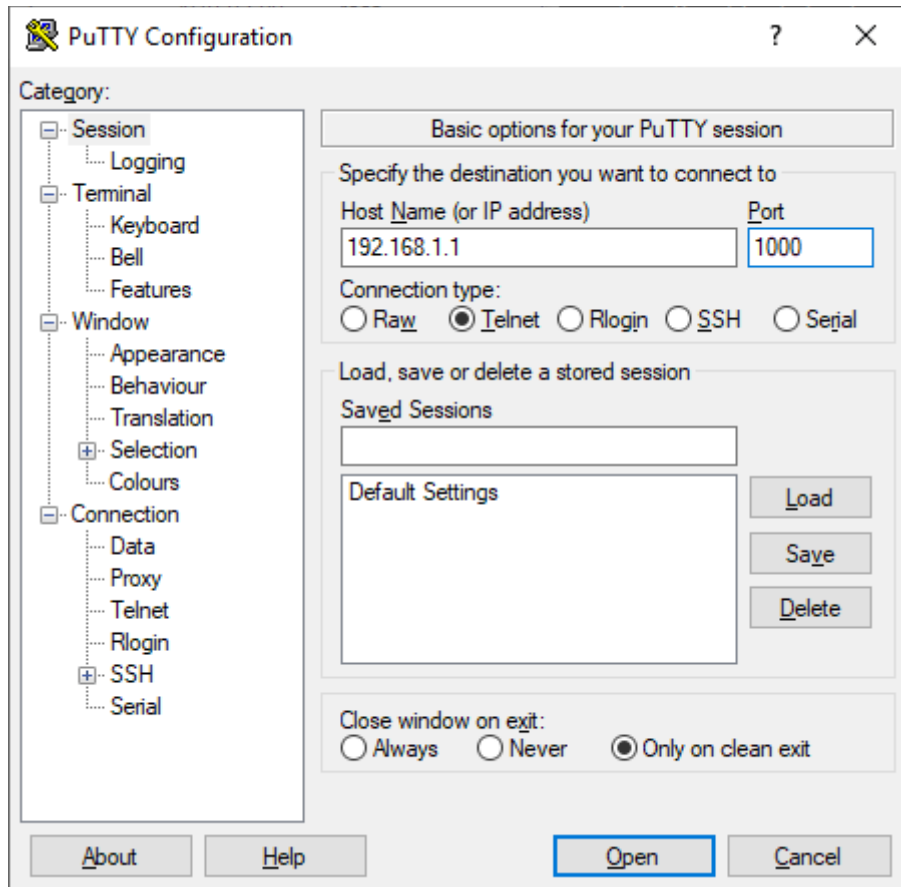 PuTTY Configuration
?
Category:
Session
Logging
Terminal
Keyboard
Bell
Features
Window
Appearance
Behaviour
Translation
Selection
Colours
Connection
Data
Proxy
Telnet
Rlogin
SSH
Serial
Basic options for your PuTTY session
Specify the destination you want to connect to
Host Name (or IP address) Port
192.168.1.1 1000
Connection type:
Raw Telnet Rlogin SSH Serial
Load, save or delete a stored session
Saved Sessions
Default Settings
Load
Save
Delete
Close window on exit:
Always Never Only on clean exit
About Help Open Cancel